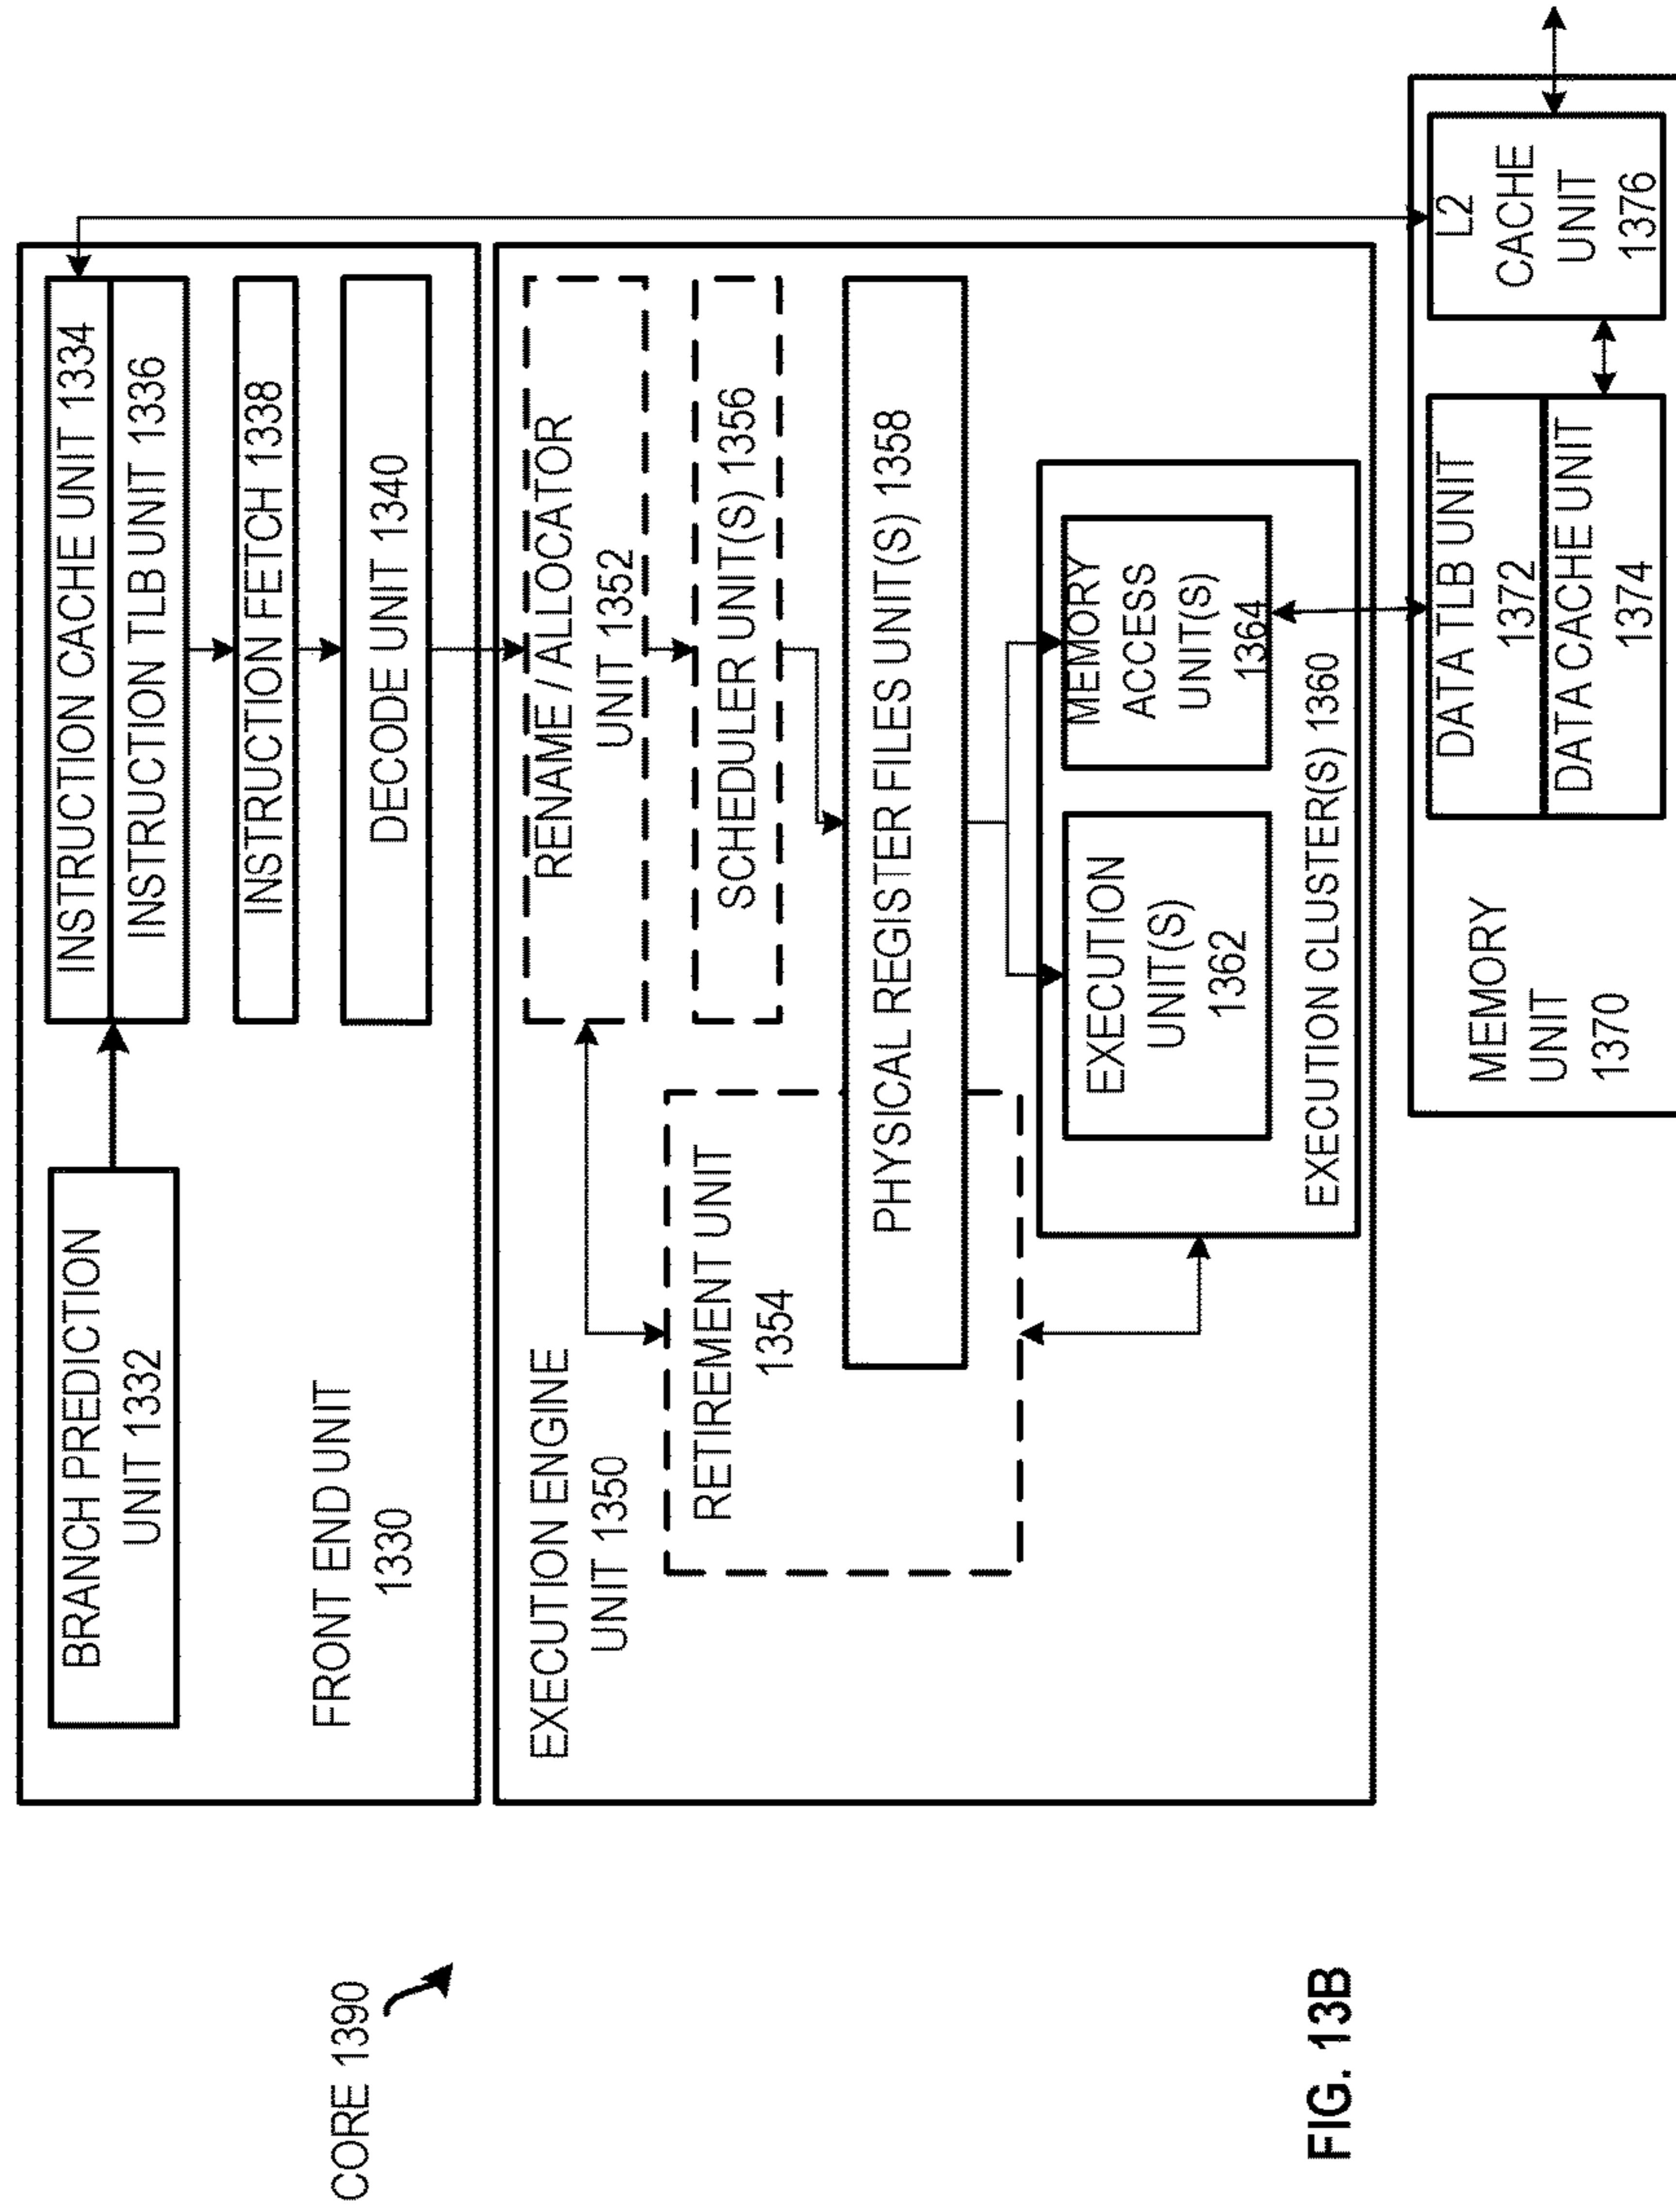 CORE 1390
BRANCH PREDICTION
UNIT 1332
INSTRUCTION CACHE UNIT 1334
INSTRUCTION TLB UNIT 1336
INSTRUCTION FETCH 1338
FRONT END UNIT
1330
DECODE UNIT 1340
EXECUTION ENGINE
UNIT 1350
RENAME / ALLOCATOR
UNIT 1352
RETIREMENT UNIT
1354
SCHEDULER UNIT(S) 1356
PHYSICAL REGISTER FILES UNIT(S) 1358
EXECUTION
UNIT(S)
1362
MEMORY
ACCESS
UNIT(S)
1364
EXECUTION CLUSTER(S) 1360
MEMORY
UNIT
1370
DATA TLB UNIT
1372
DATA CACHE UNIT
1374
L2
CACHE
UNIT
1376
FIG. 13B